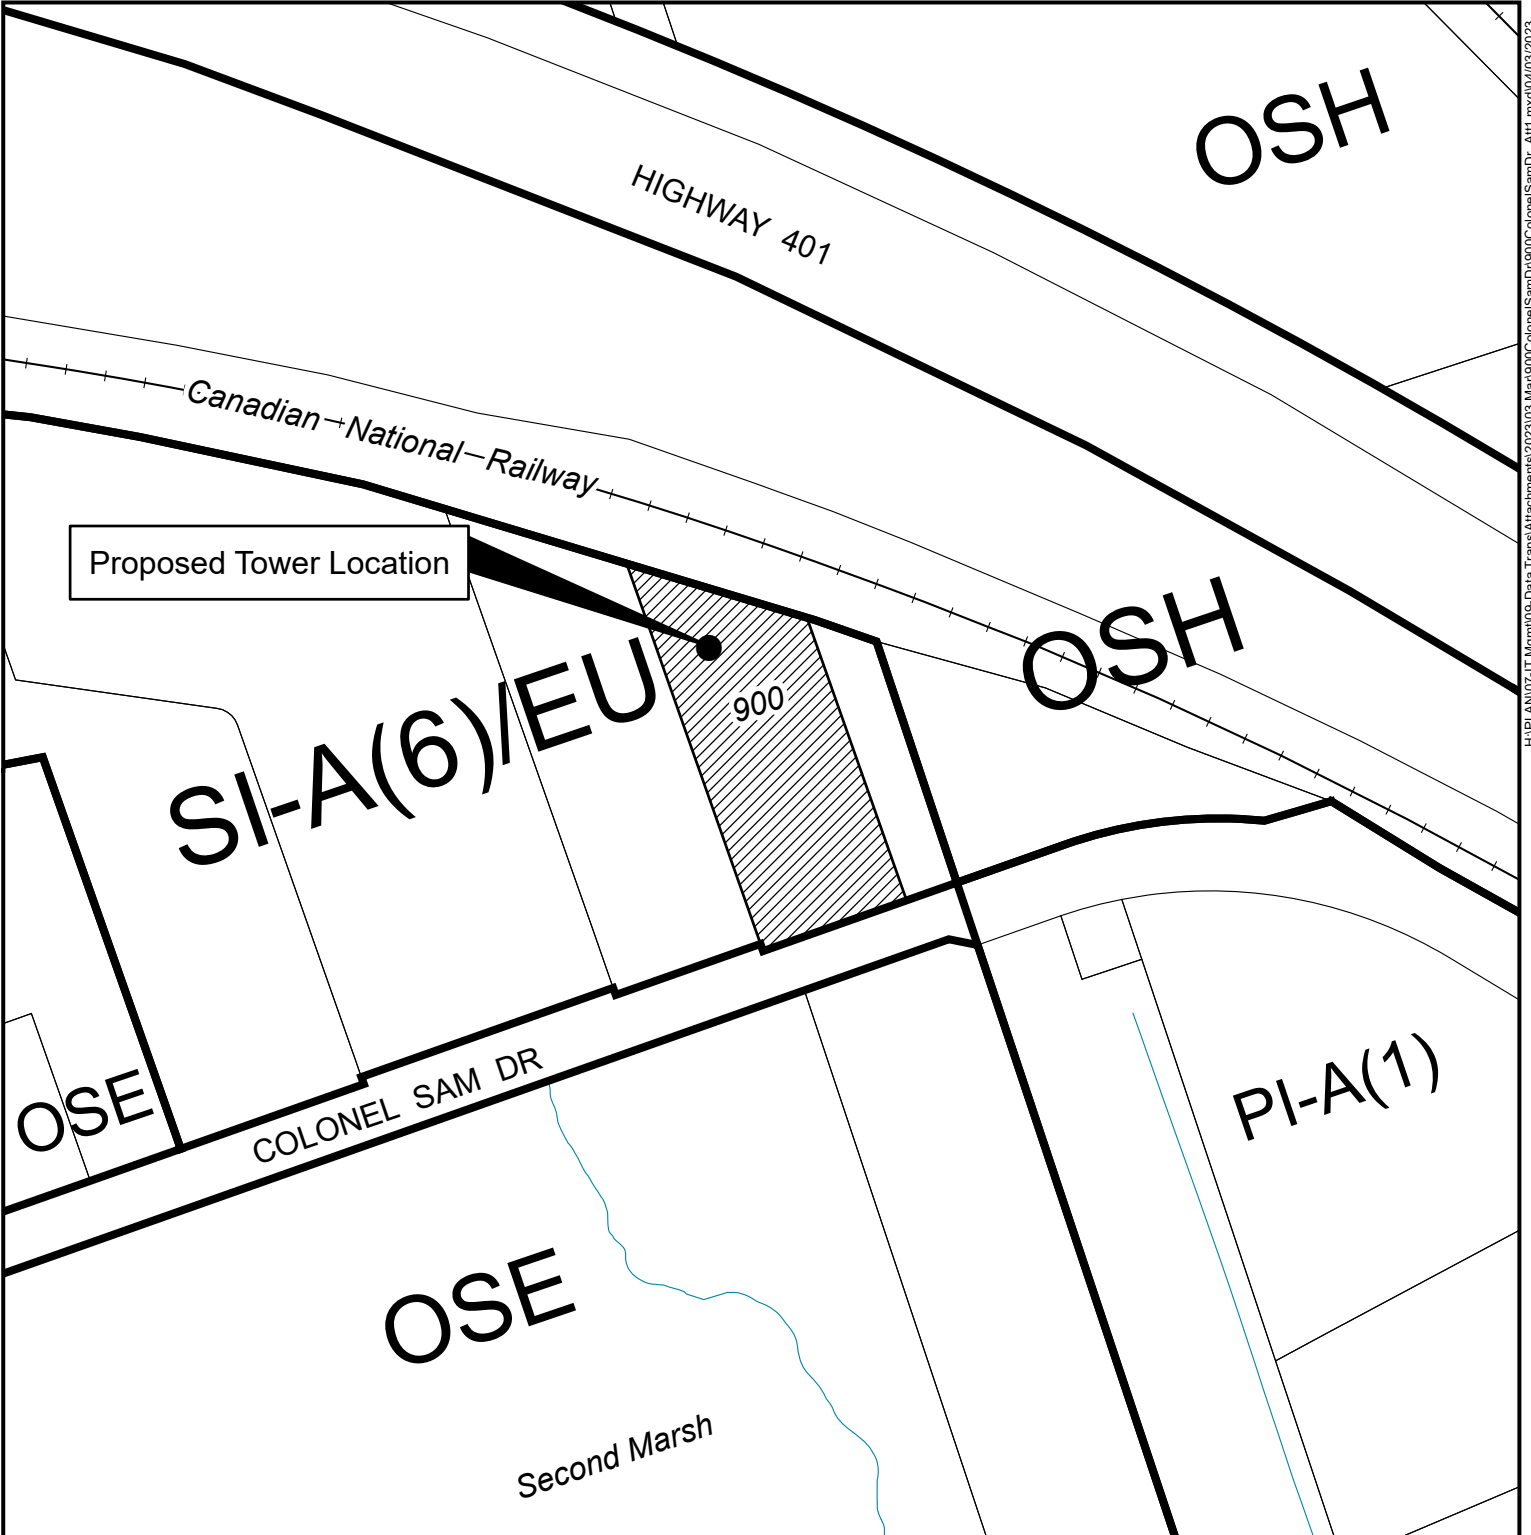 OSH
HIGHWAY 401
Canadian National Railway
Proposed Tower Location
OSH
900
SI-A(6)/EU
PI-A(1)
OSE
COLONEL SAM DR
OSE
Second Marsh